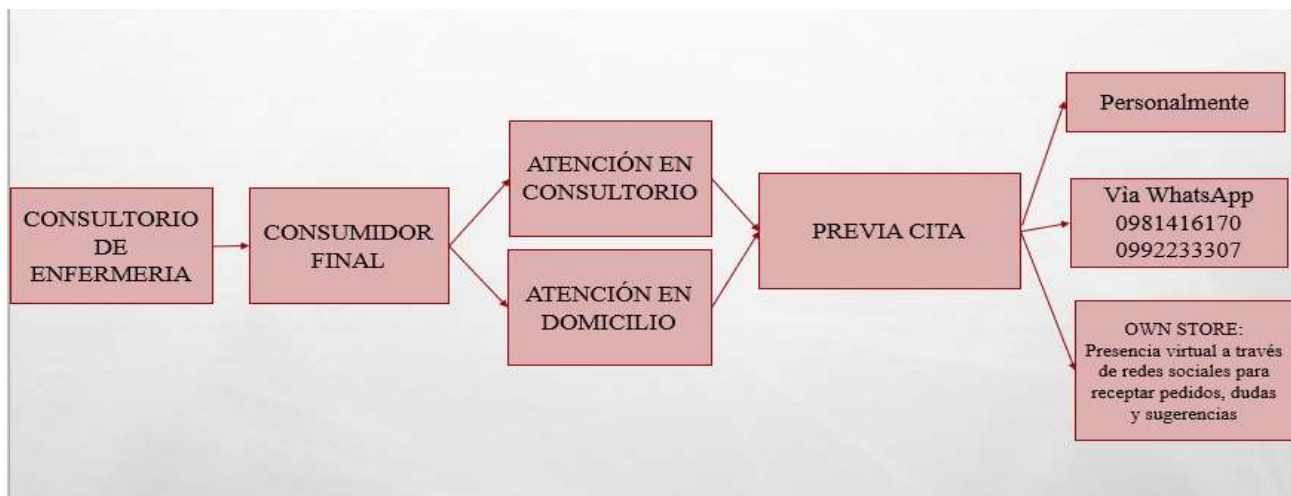 CONSULTORIO
DE
ENFERMERIA
CONSUMIDOR
FINAL
ATENCIÓN EN
CONSULTORIO
ATENCIÓN EN
DOMICILIO
PREVIA CITA
Personalmente
Vìa WhatsApp
0981416170
0992233307
OWN STORE:
Presencia virtual a través
de redes sociales para
receptar pedidos, dudas
y sugerencias